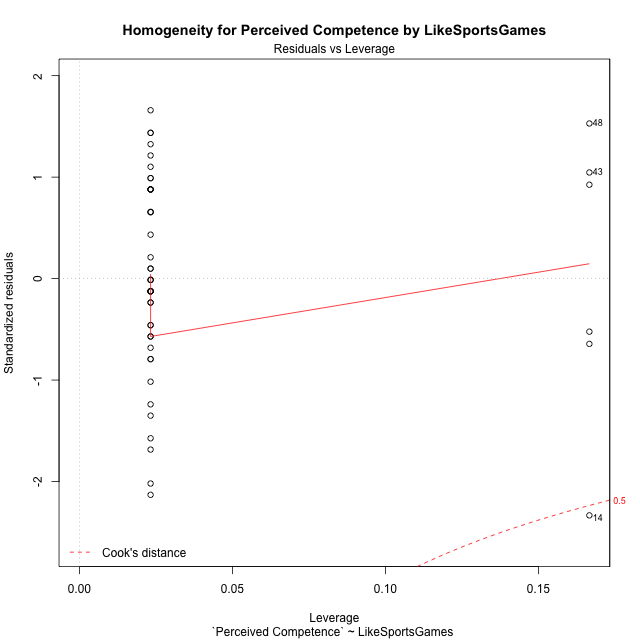 Homogeneity for Perceived Competence by LikeSportsGames
Residuals vs Leverage
2
1
0
-1
-2
Standardized residuals
48
43
14
0.5
Cook's distance
0.00
0.05
0.10
0.15
Leverage
`Perceived Competence` ~ LikeSportsGames